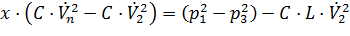 x · (C · V̇ₙ² − C · V̇₂²) = (p₁² − p₃²) − C · L · V̇₂²